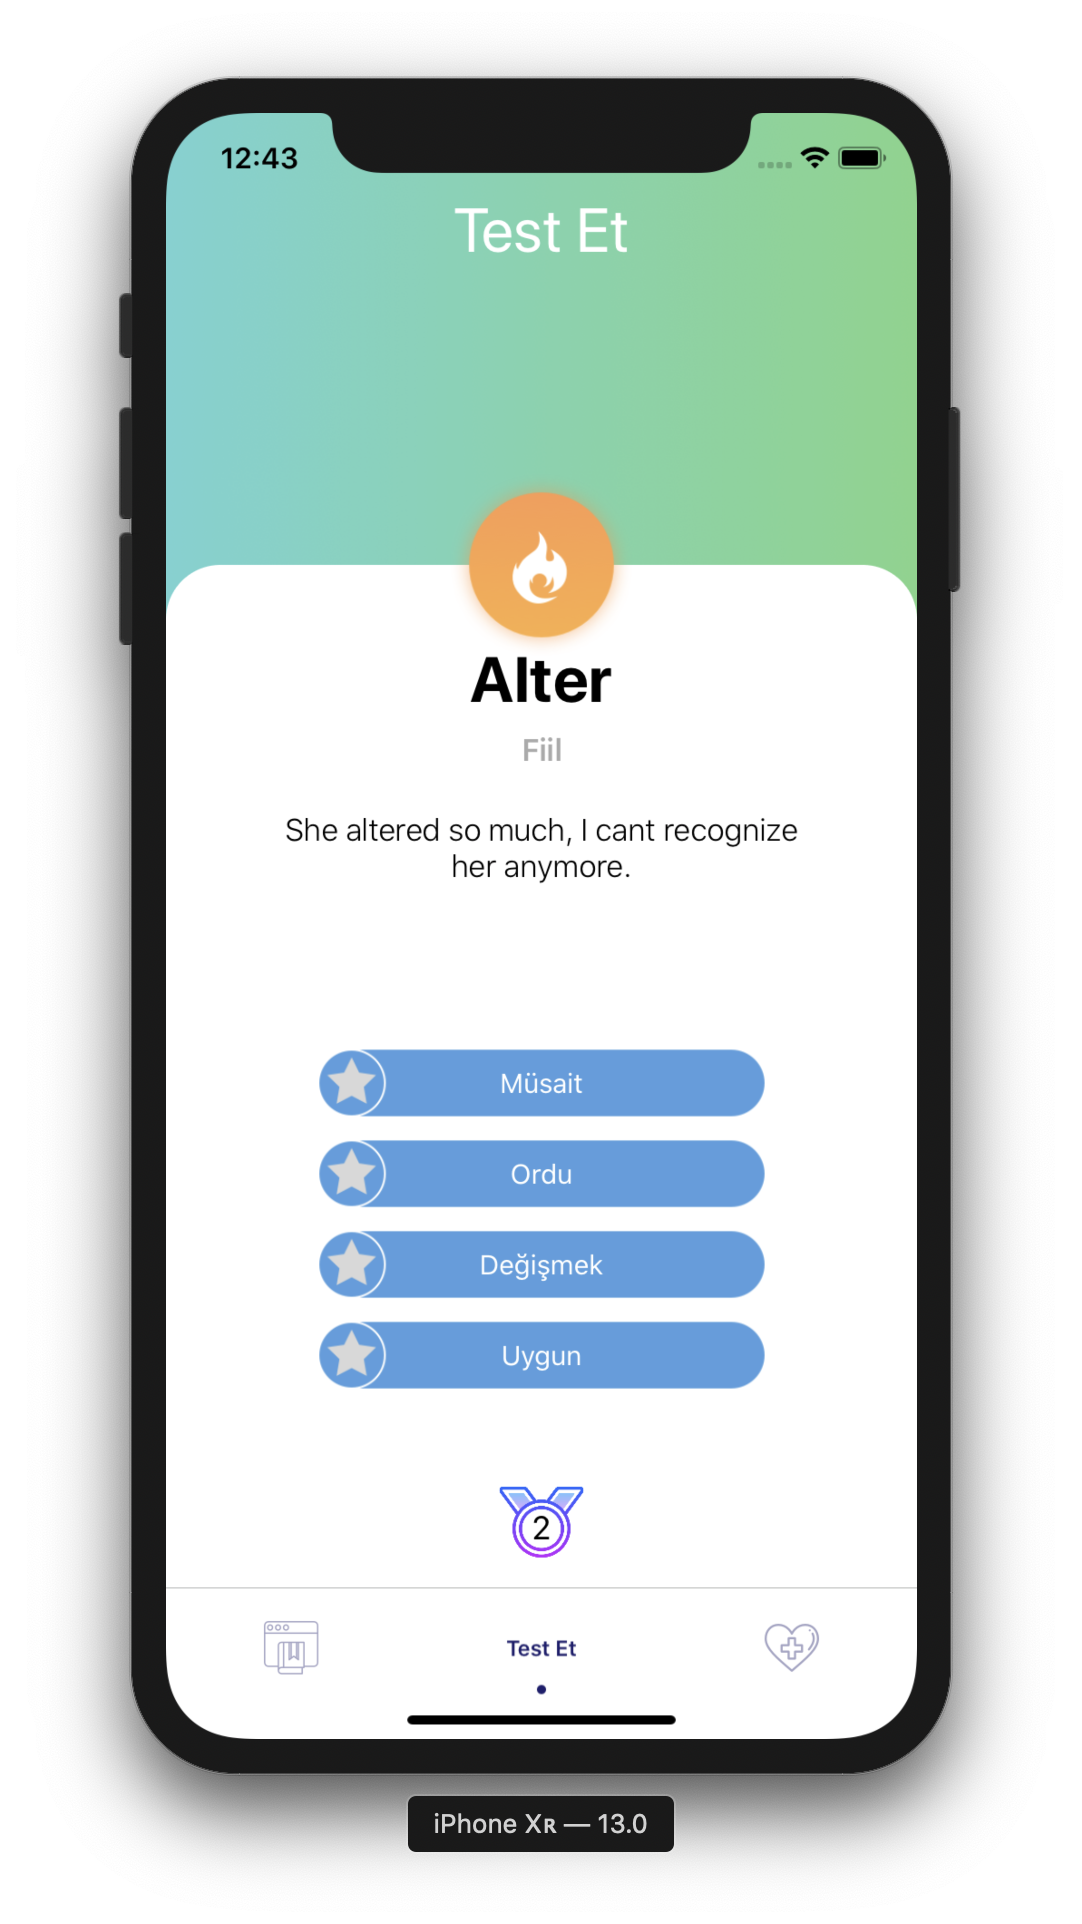 12:43
Test Et
Alter
Fiil
She altered so much, I cant recognize
her anymore.
Müsait
Ordu
Değişmek
Uygun
2
Test Et
iPhone Xʀ — 13.0